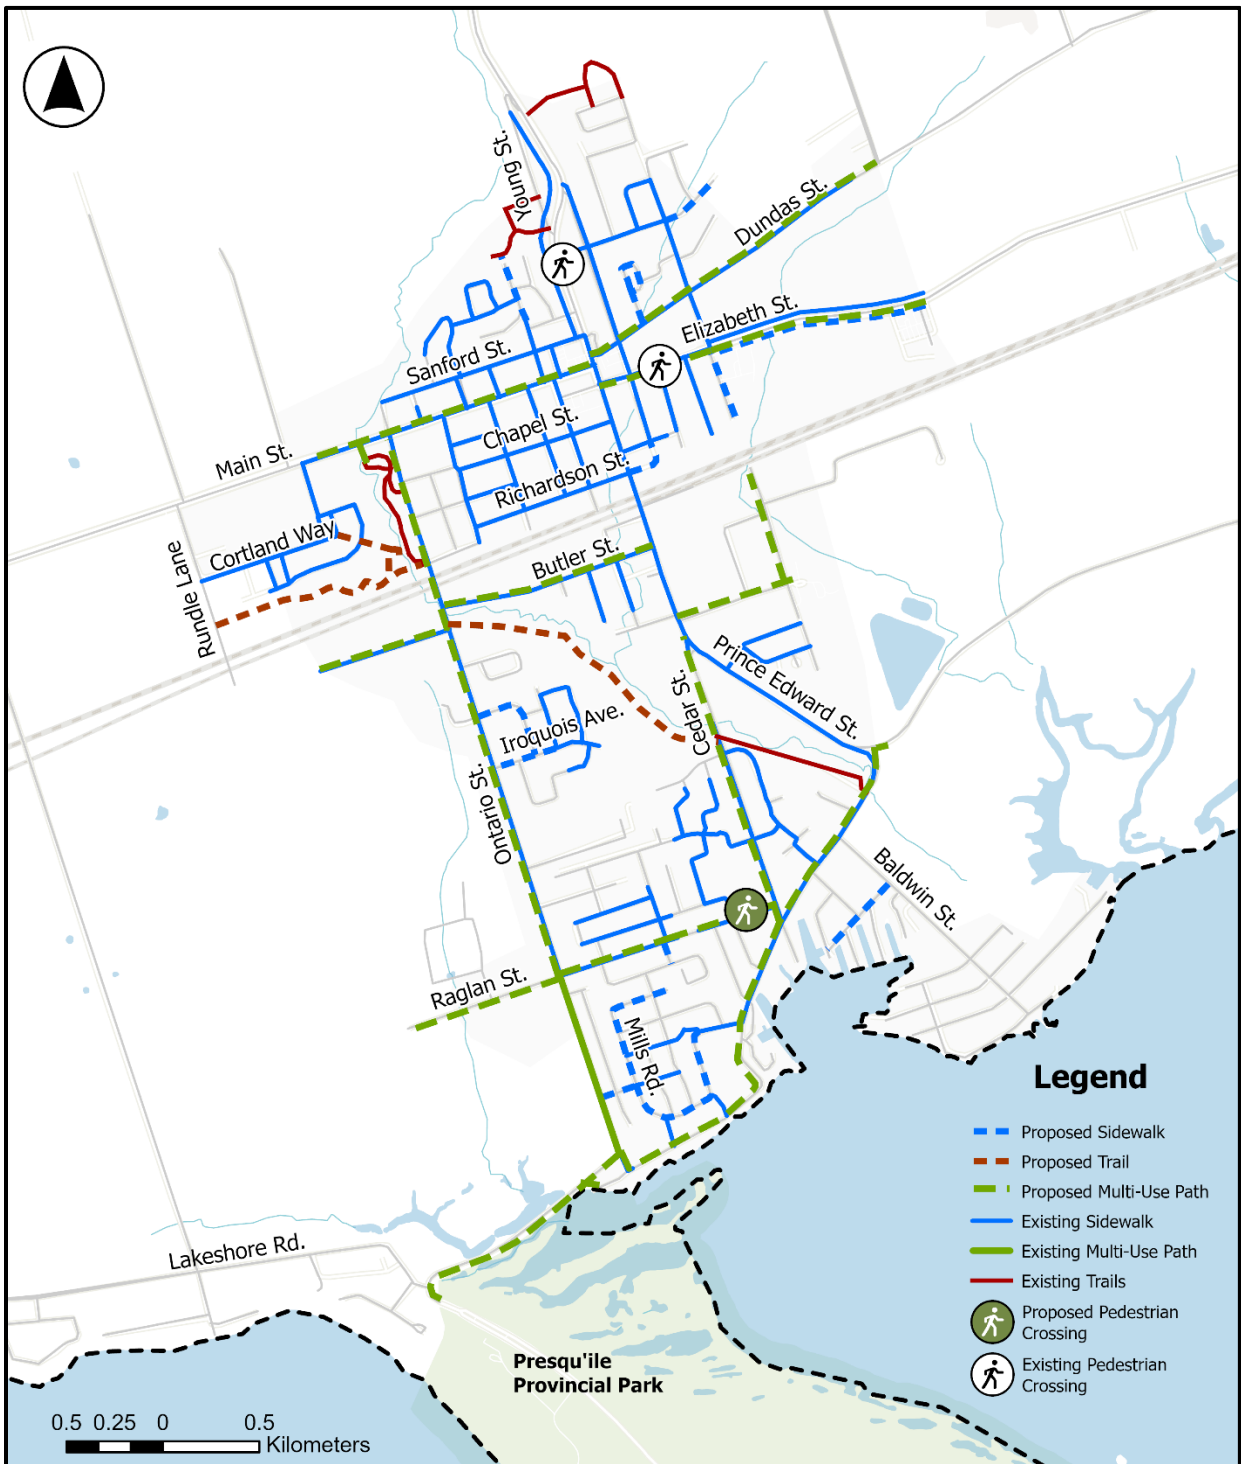 Young St.
Dundas St.
Elizabeth St.
Sanford St.
Chapel St.
Main St.
Richardson St.
Cortland Way
Butler St.
Rundle Lane
Prince Edward St.
Cedar St.
Iroquois Ave.
Ontario St.
Baldwin St.
Raglan St.
Mills Rd.
Lakeshore Rd.
Presqu'ile
Provincial Park
Legend
Proposed Sidewalk
Proposed Trail
Proposed Multi-Use Path
Existing Sidewalk
Existing Multi-Use Path
Existing Trails
Proposed Pedestrian
Crossing
Existing Pedestrian
Crossing
0.5 0.25 0 0.5
Kilometers